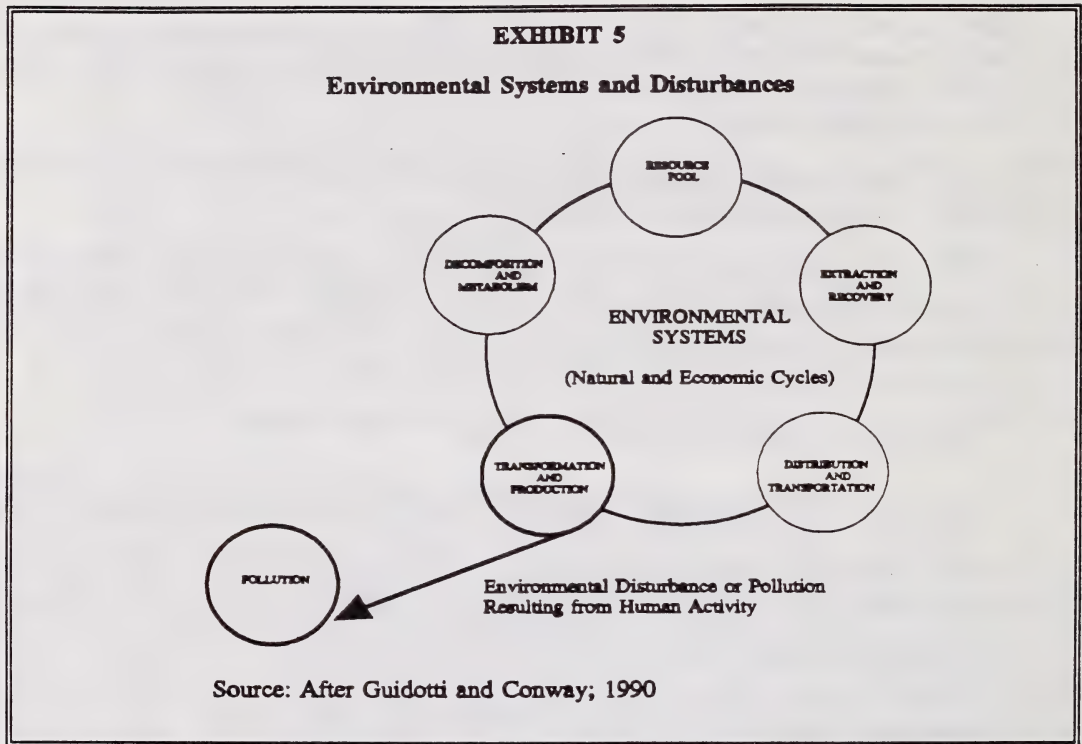 EXHIBIT 5
Environmental Systems and Disturbances
RESOURCE
POOL
DECOMPOSITION
AND
METABOLISM
EXTRACTION
AND
RECOVERY
ENVIRONMENTAL
SYSTEMS
(Natural and Economic Cycles)
TRANSFORMATION
AND
PRODUCTION
DISTRIBUTION
AND
TRANSPORTATION
POLLUTION
Environmental Disturbance or Pollution
Resulting from Human Activity
Source: After Guidotti and Conway; 1990